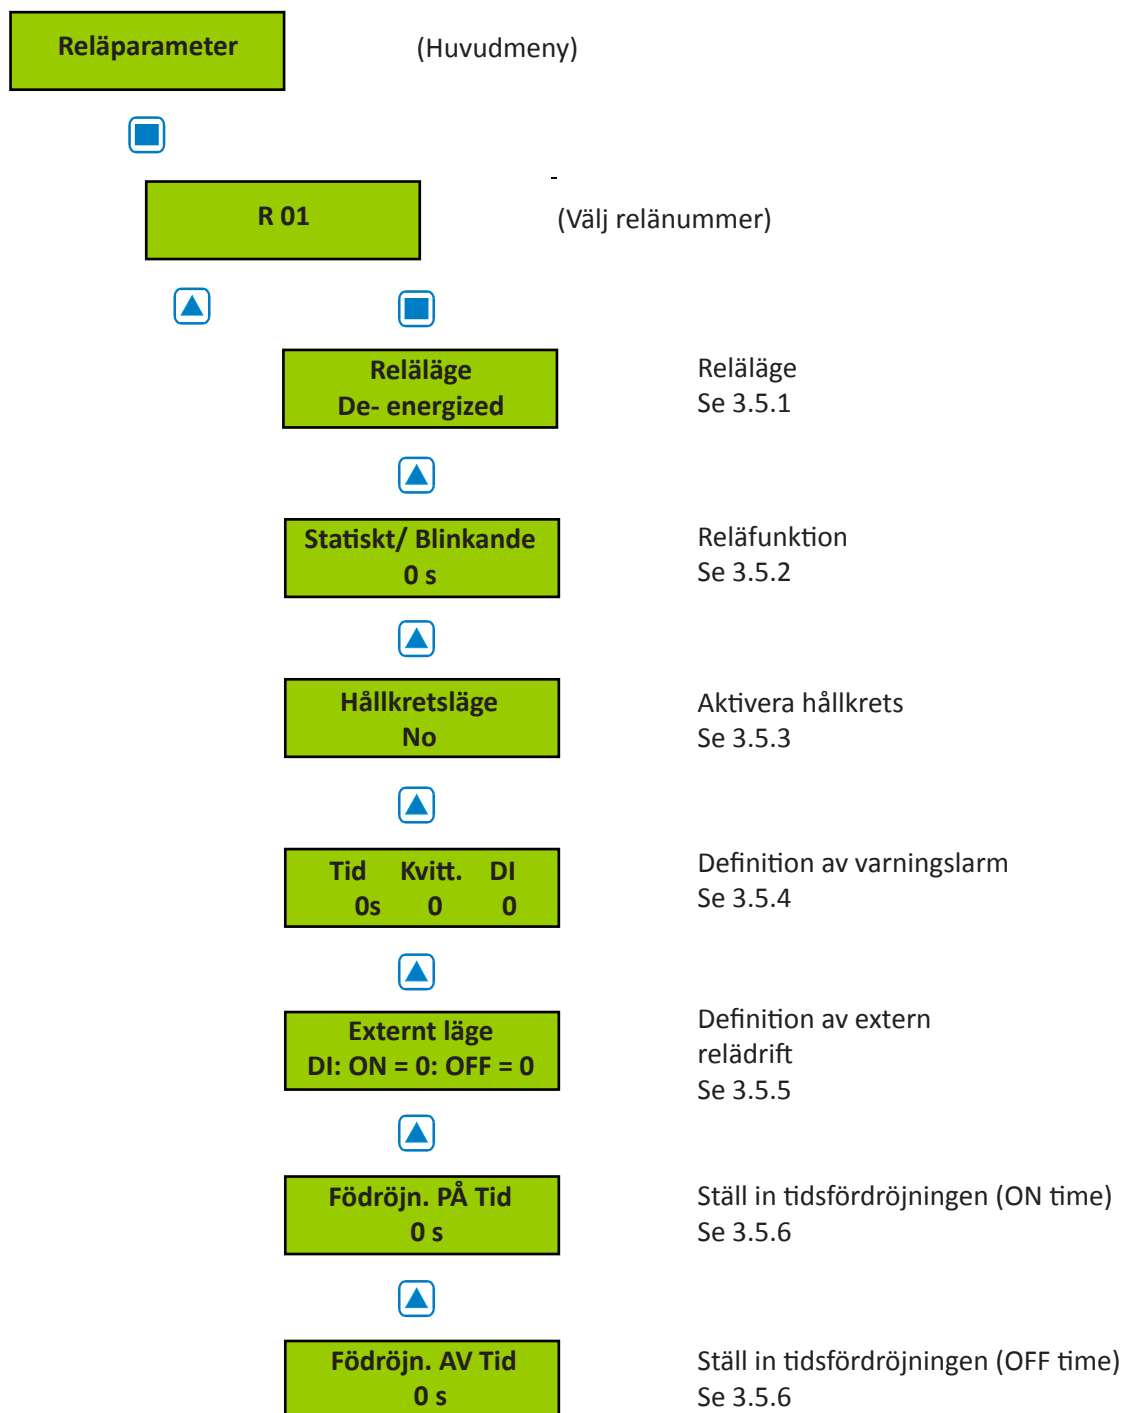 Reläparameter (Huvudmeny)
-
R 01 (Välj relänummer)
Reläläge Reläläge
De- energized Se 3.5.1
Statiskt/ Blinkande Reläfunktion
0 s Se 3.5.2
Hållkretsläge Aktivera hållkrets
No Se 3.5.3
Tid Kvitt. DI Definition av varningslarm
0s 0 0 Se 3.5.4
Externt läge Definition av extern
DI: ON = 0: OFF = 0 relädrift
Se 3.5.5
Födröjn. PÅ Tid Ställ in tidsfördröjningen (ON time)
0 s Se 3.5.6
Födröjn. AV Tid Ställ in tidsfördröjningen (OFF time)
0 s Se 3.5.6